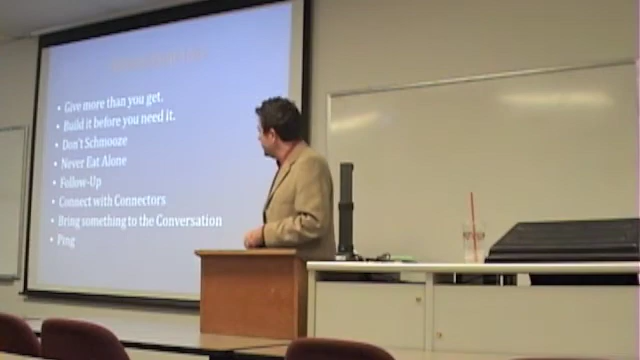 • Give more than you get.
• Build it before you need it.
• Don't Schmooze
• Never Eat Alone
• Follow-Up
• Connect with Connectors
• Bring something to the Conversation
• Ping